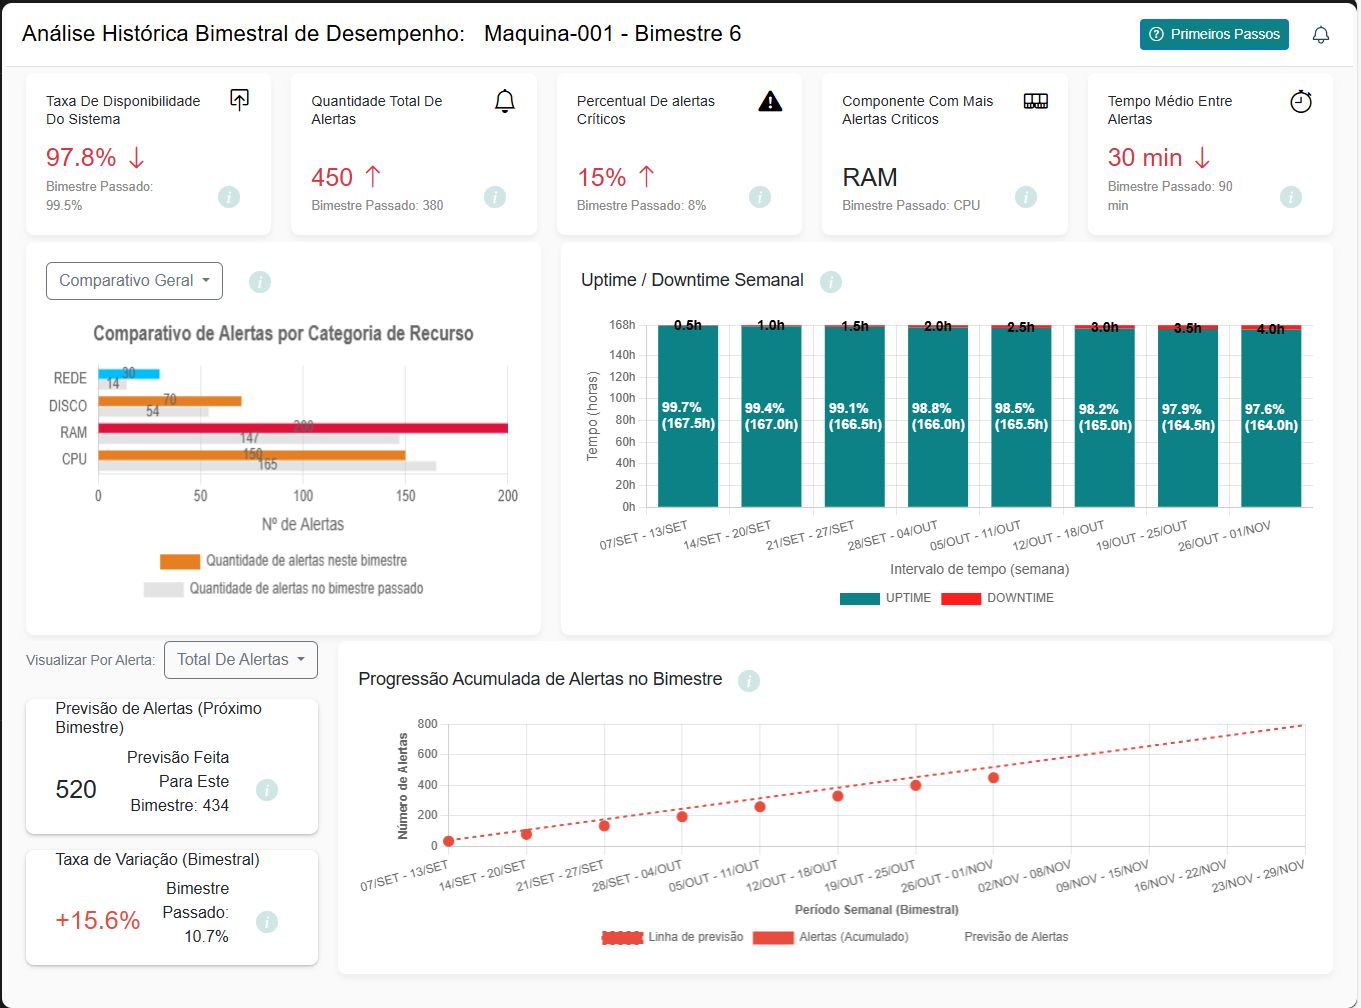 Análise Histórica Bimestral de Desempenho: Maquina-001 - Bimestre 6
Primeiros Passos
Taxa De Disponibilidade
Do Sistema
97.8% ↓
Bimestre Passado:
99.5%
Quantidade Total De
Alertas
450 ↑
Bimestre Passado: 380
Percentual De alertas
Críticos
15% ↑
Bimestre Passado: 8%
Componente Com Mais
Alertas Criticos
RAM
Bimestre Passado: CPU
Tempo Médio Entre
Alertas
30 min ↓
Bimestre Passado: 90
min
Comparativo Geral
Comparativo de Alertas por Categoria de Recurso
REDE
30
14
DISCO
70
54
RAM
200
147
CPU
150
165
0 50 100 150 200
Nº de Alertas
Quantidade de alertas neste bimestre
Quantidade de alertas no bimestre passado
Uptime / Downtime Semanal
Tempo (horas)
168h
140h
120h
100h
80h
60h
40h
20h
0h
0.5h 1.0h 1.5h 2.0h 2.5h 3.0h 3.5h 4.0h
99.7% 99.4% 99.1% 98.8% 98.5% 98.2% 97.9% 97.6%
(167.5h) (167.0h) (166.5h) (166.0h) (165.5h) (165.0h) (164.5h) (164.0h)
07/SET - 13/SET 14/SET - 20/SET 21/SET - 27/SET 28/SET - 04/OUT 05/OUT - 11/OUT 12/OUT - 18/OUT 19/OUT - 25/OUT 26/OUT - 01/NOV
Intervalo de tempo (semana)
UPTIME DOWNTIME
Visualizar Por Alerta: Total De Alertas
Previsão de Alertas (Próximo
Bimestre)
520
Previsão Feita
Para Este
Bimestre: 434
Taxa de Variação (Bimestral)
+15.6%
Bimestre
Passado:
10.7%
Progressão Acumulada de Alertas no Bimestre
Número de Alertas
800
600
400
200
0
07/SET - 13/SET 14/SET - 20/SET 21/SET - 27/SET 28/SET - 04/OUT 05/OUT - 11/OUT 12/OUT - 18/OUT 19/OUT - 25/OUT 26/OUT - 01/NOV 02/NOV - 08/NOV 09/NOV - 15/NOV 16/NOV - 22/NOV 23/NOV - 29/NOV
Período Semanal (Bimestral)
Linha de previsão Alertas (Acumulado) Previsão de Alertas